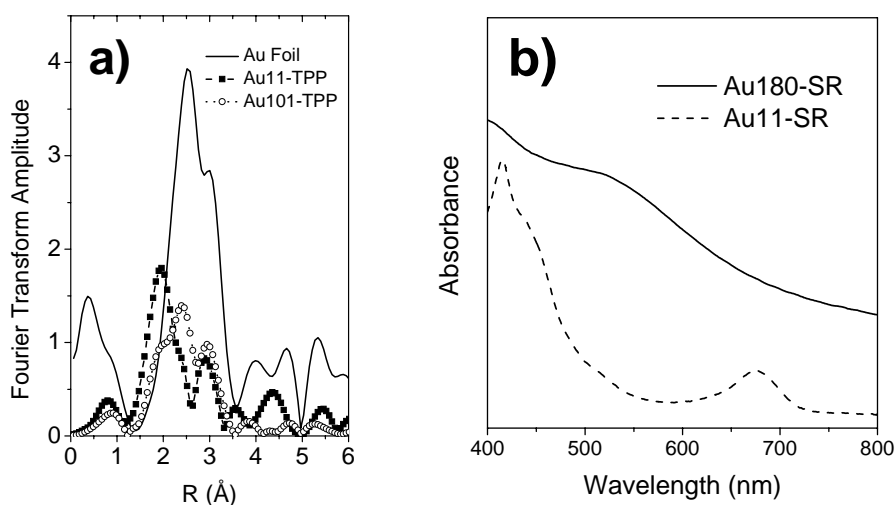 a)
Au Foil
Au11-TPP
Au101-TPP
Fourier Transform Amplitude
4
3
2
1
0
0 1 2 3 4 5 6
R (Å)
b)
Au180-SR
Au11-SR
Absorbance
400 500 600 700 800
Wavelength (nm)